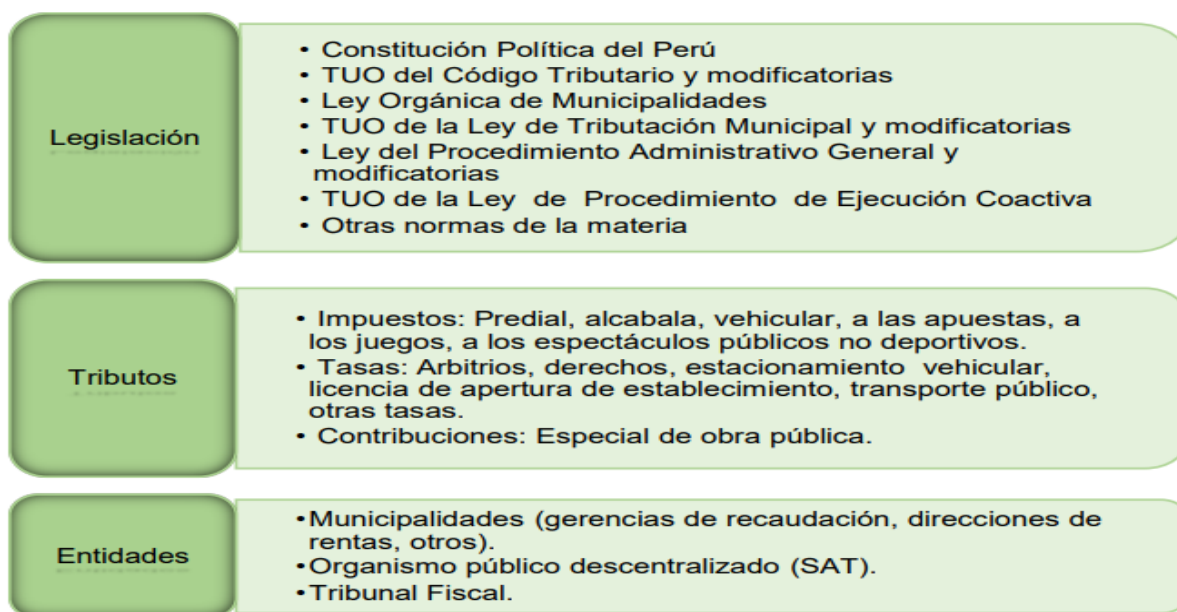 Legislación
• Constitución Política del Perú
• TUO del Código Tributario y modificatorias
• Ley Orgánica de Municipalidades
• TUO de la Ley de Tributación Municipal y modificatorias
• Ley del Procedimiento Administrativo General y
modificatorias
• TUO de la Ley de Procedimiento de Ejecución Coactiva
• Otras normas de la materia
Tributos
• Impuestos: Predial, alcabala, vehicular, a las apuestas, a
los juegos, a los espectáculos públicos no deportivos.
• Tasas: Arbitrios, derechos, estacionamiento vehicular,
licencia de apertura de establecimiento, transporte público,
otras tasas.
• Contribuciones: Especial de obra pública.
Entidades
•Municipalidades (gerencias de recaudación, direcciones de
rentas, otros).
•Organismo público descentralizado (SAT).
•Tribunal Fiscal.